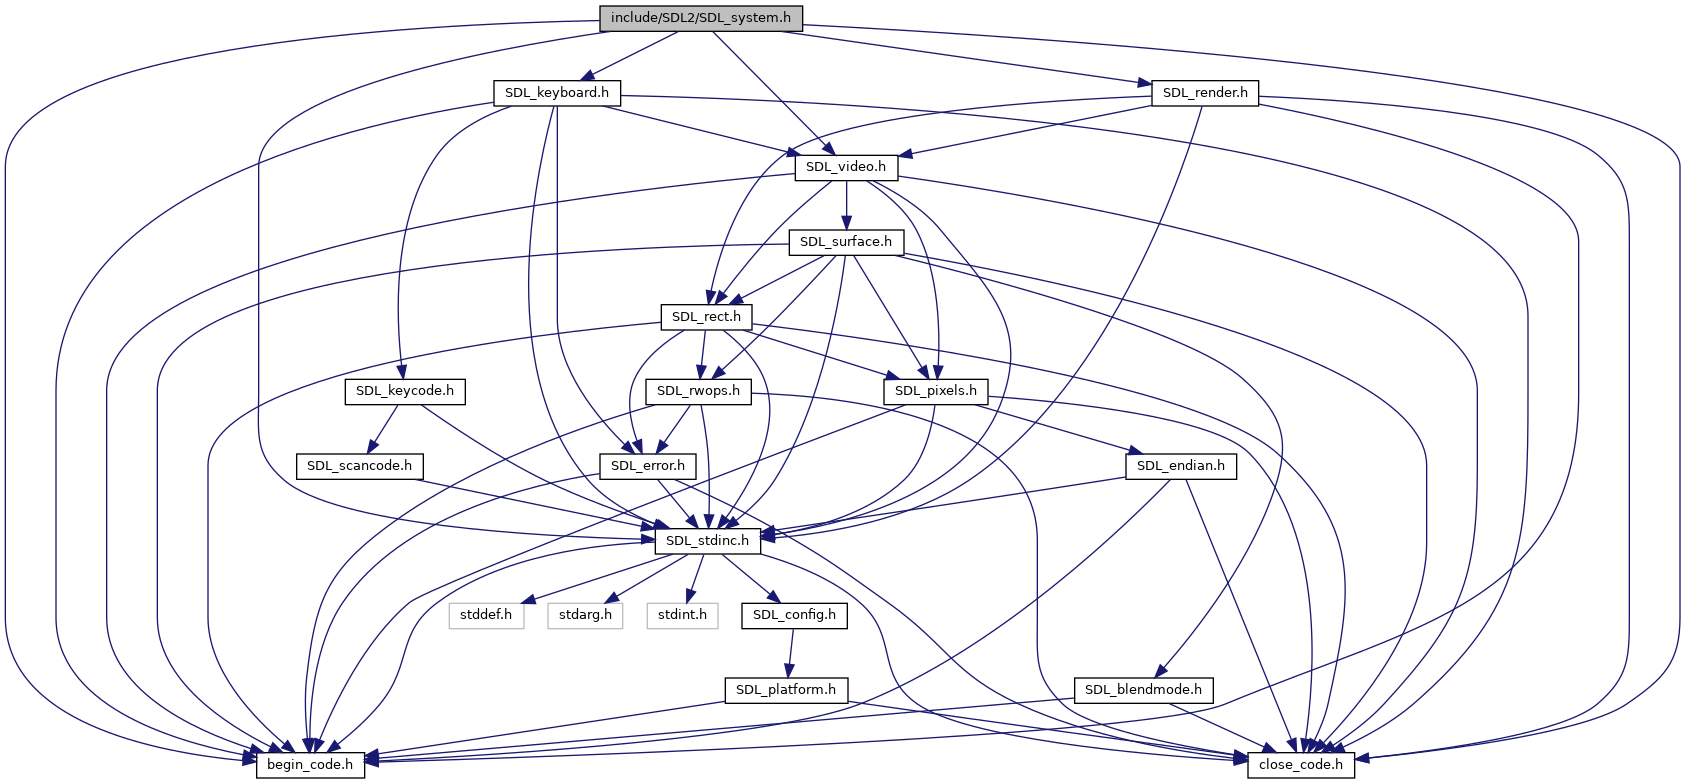 include/SDL2/SDL_system.h
SDL_keyboard.h
SDL_render.h
SDL_video.h
SDL_surface.h
SDL_rect.h
SDL_keycode.h
SDL_rwops.h
SDL_pixels.h
SDL_scancode.h
SDL_error.h
SDL_endian.h
SDL_stdinc.h
stddef.h
stdarg.h
stdint.h
SDL_config.h
SDL_platform.h
SDL_blendmode.h
begin_code.h
close_code.h